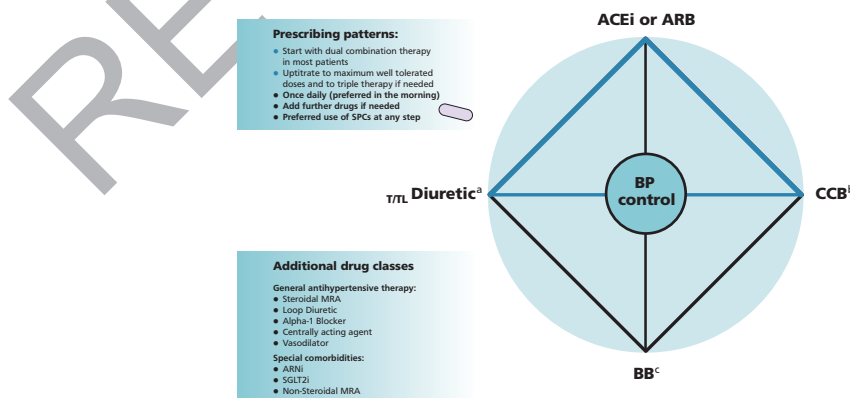 RE
Prescribing patterns:
● Start with dual combination therapy
in most patients
● Uptitrate to maximum well tolerated
doses and to triple therapy if needed
● Once daily (preferred in the morning)
● Add further drugs if needed
● Preferred use of SPCs at any step
ACEi or ARB
T/TL Diureticᵃ
BP
control
CCBᵇ
BBᶜ
Additional drug classes
General antihypertensive therapy:
● Steroidal MRA
● Loop Diuretic
● Alpha-1 Blocker
● Centrally acting agent
● Vasodilator
Special comorbidities:
● ARNi
● SGLT2i
● Non-Steroidal MRA